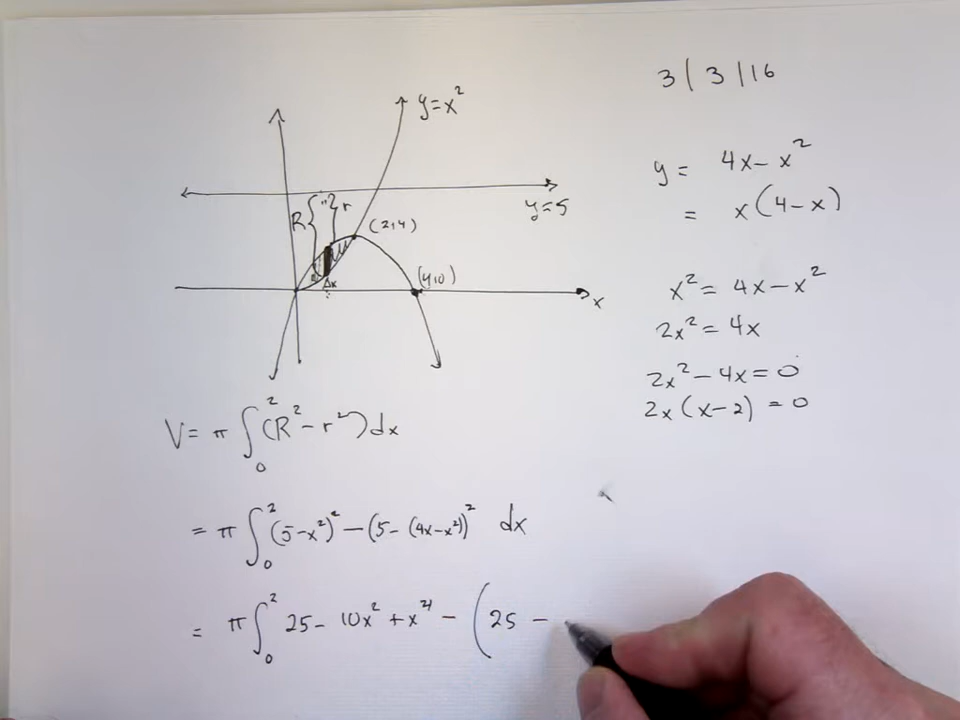 3/3/16
y=x²
y = 4x-x²
= x(4-x)
y=5
R { } r
(2,4)
(4,0)
Δx
x
x² = 4x-x²
2x² = 4x
2x²-4x=0
2x(x-2) = 0
V= π ∫₀² (R²-r²)dx
= π ∫₀² (5-x²)² - (5-(4x-x²)² dx
= π ∫₀² 25 - 10x² + x⁴ - (25 -